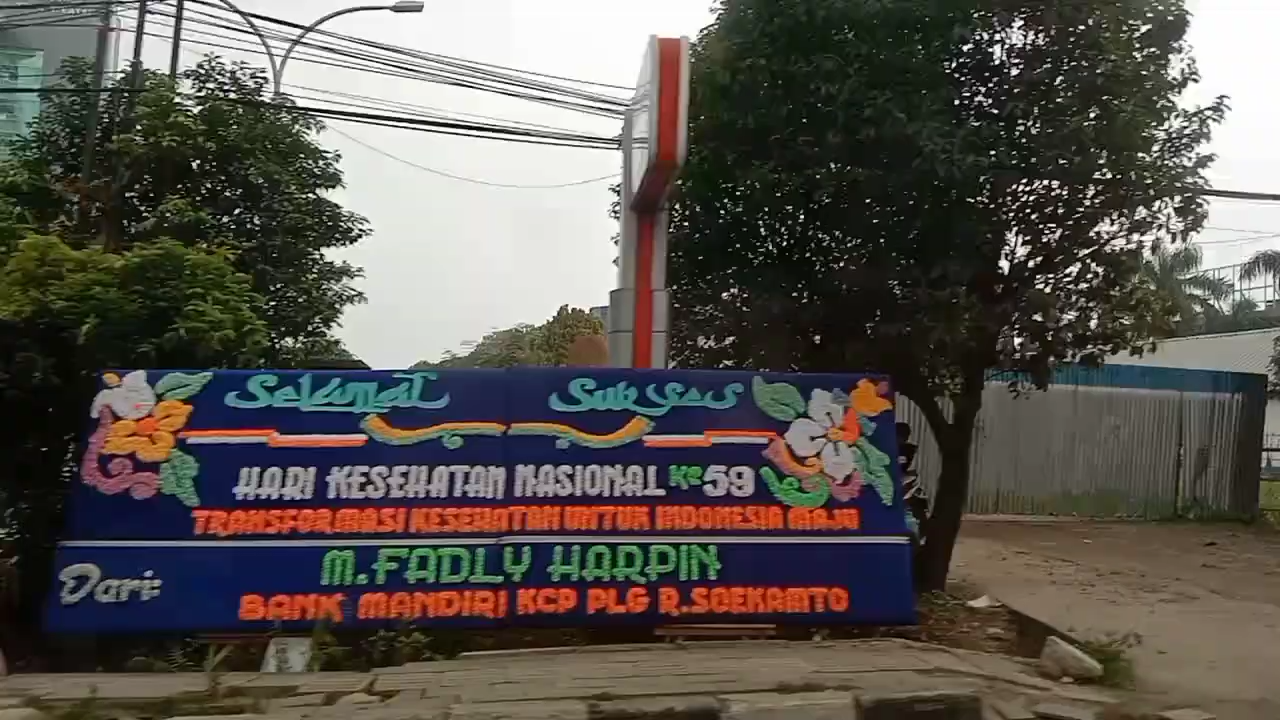 Selamat Sukses
HARI KESEHATAN NASIONAL Ke 59
TRANSFORMASI KESEHATAN UNTUK INDONESIA MAJU
Dari:
M.FADLY HARPIN
BANK MANDIRI KCP PLG R.SOEKAMTO